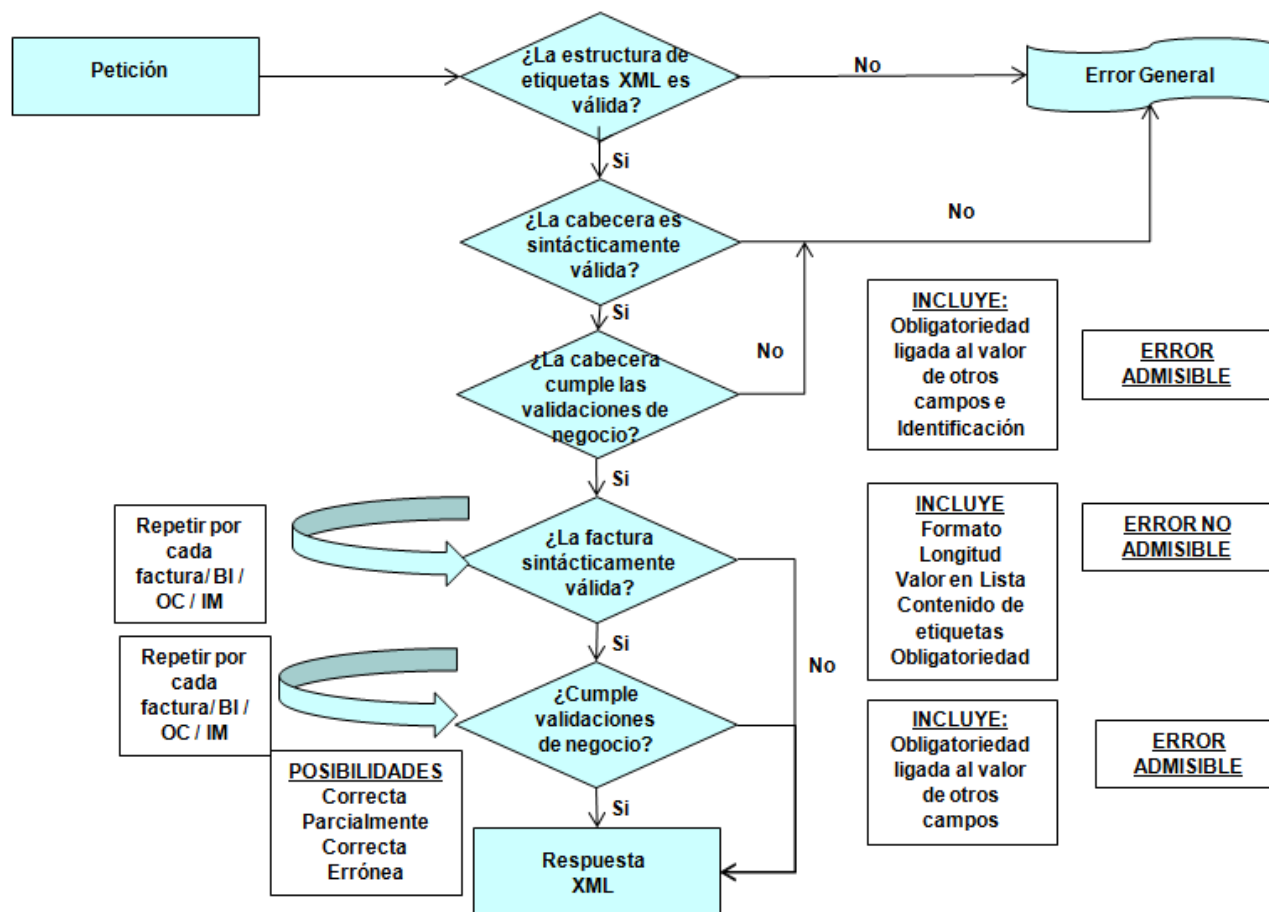 Petición
¿La estructura de
etiquetas XML es
válida?
No
Error General
Si
¿La cabecera es
sintácticamente
válida?
No
Si
¿La cabecera
cumple las
validaciones de
negocio?
No
INCLUYE:
Obligatoriedad
ligada al valor
de otros
campos e
Identificación
ERROR
ADMISIBLE
Si
Repetir por
cada
factura/ BI /
OC / IM
¿La factura
sintácticamente
válida?
INCLUYE
Formato
Longitud
Valor en Lista
Contenido de
etiquetas
Obligatoriedad
ERROR NO
ADMISIBLE
Si
No
Repetir por
cada
factura/ BI /
OC / IM
¿Cumple
validaciones
de negocio?
INCLUYE:
Obligatoriedad
ligada al valor
de otros
campos
ERROR
ADMISIBLE
POSIBILIDADES
Correcta
Parcialmente
Correcta
Errónea
Si
Respuesta
XML